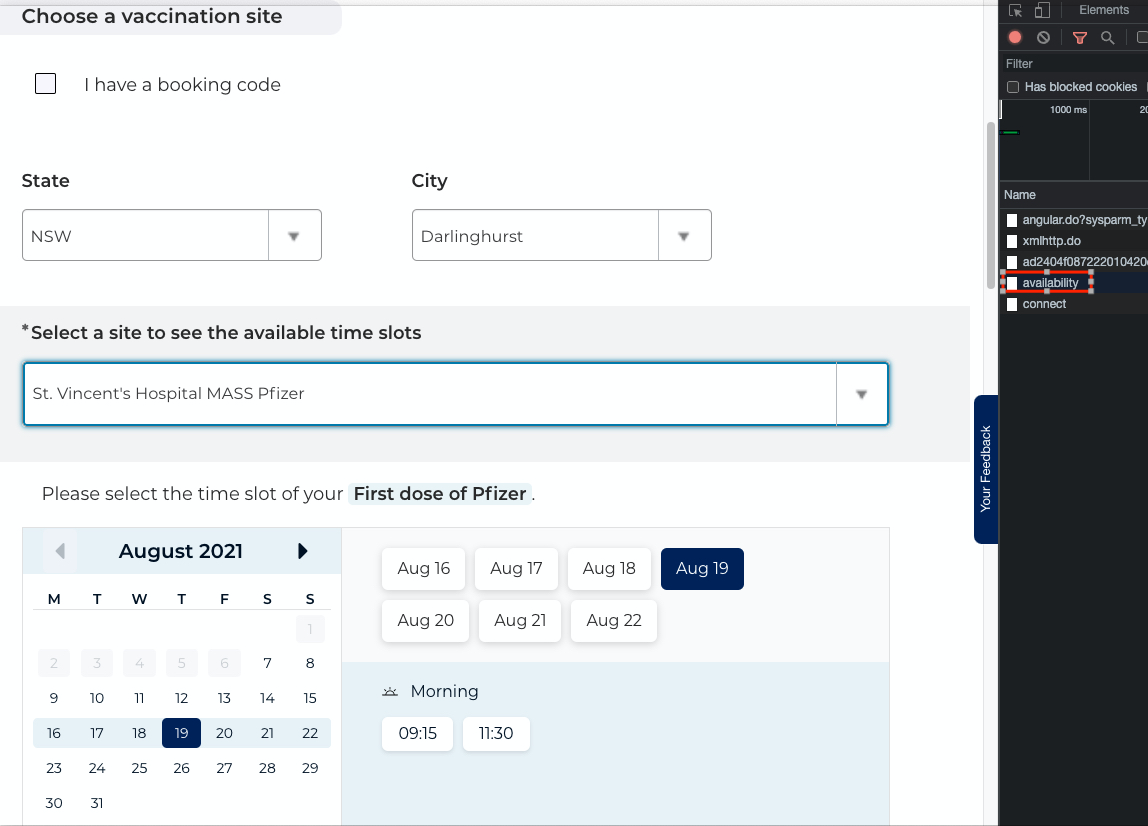 Choose a vaccination site
I have a booking code
State
City
NSW
Darlinghurst
*Select a site to see the available time slots
St. Vincent's Hospital MASS Pfizer
Please select the time slot of your First dose of Pfizer.
August 2021
M T W T F S S
1
2 3 4 5 6 7 8
9 10 11 12 13 14 15
16 17 18 19 20 21 22
23 24 25 26 27 28 29
30 31
Aug 16 Aug 17 Aug 18 Aug 19
Aug 20 Aug 21 Aug 22
Morning
09:15 11:30
Your Feedback
Elements
Filter
Has blocked cookies
1000 ms 20
Name
angular.do?sysparm_ty
xmlhttp.do
ad2404f087222010420
availability
connect